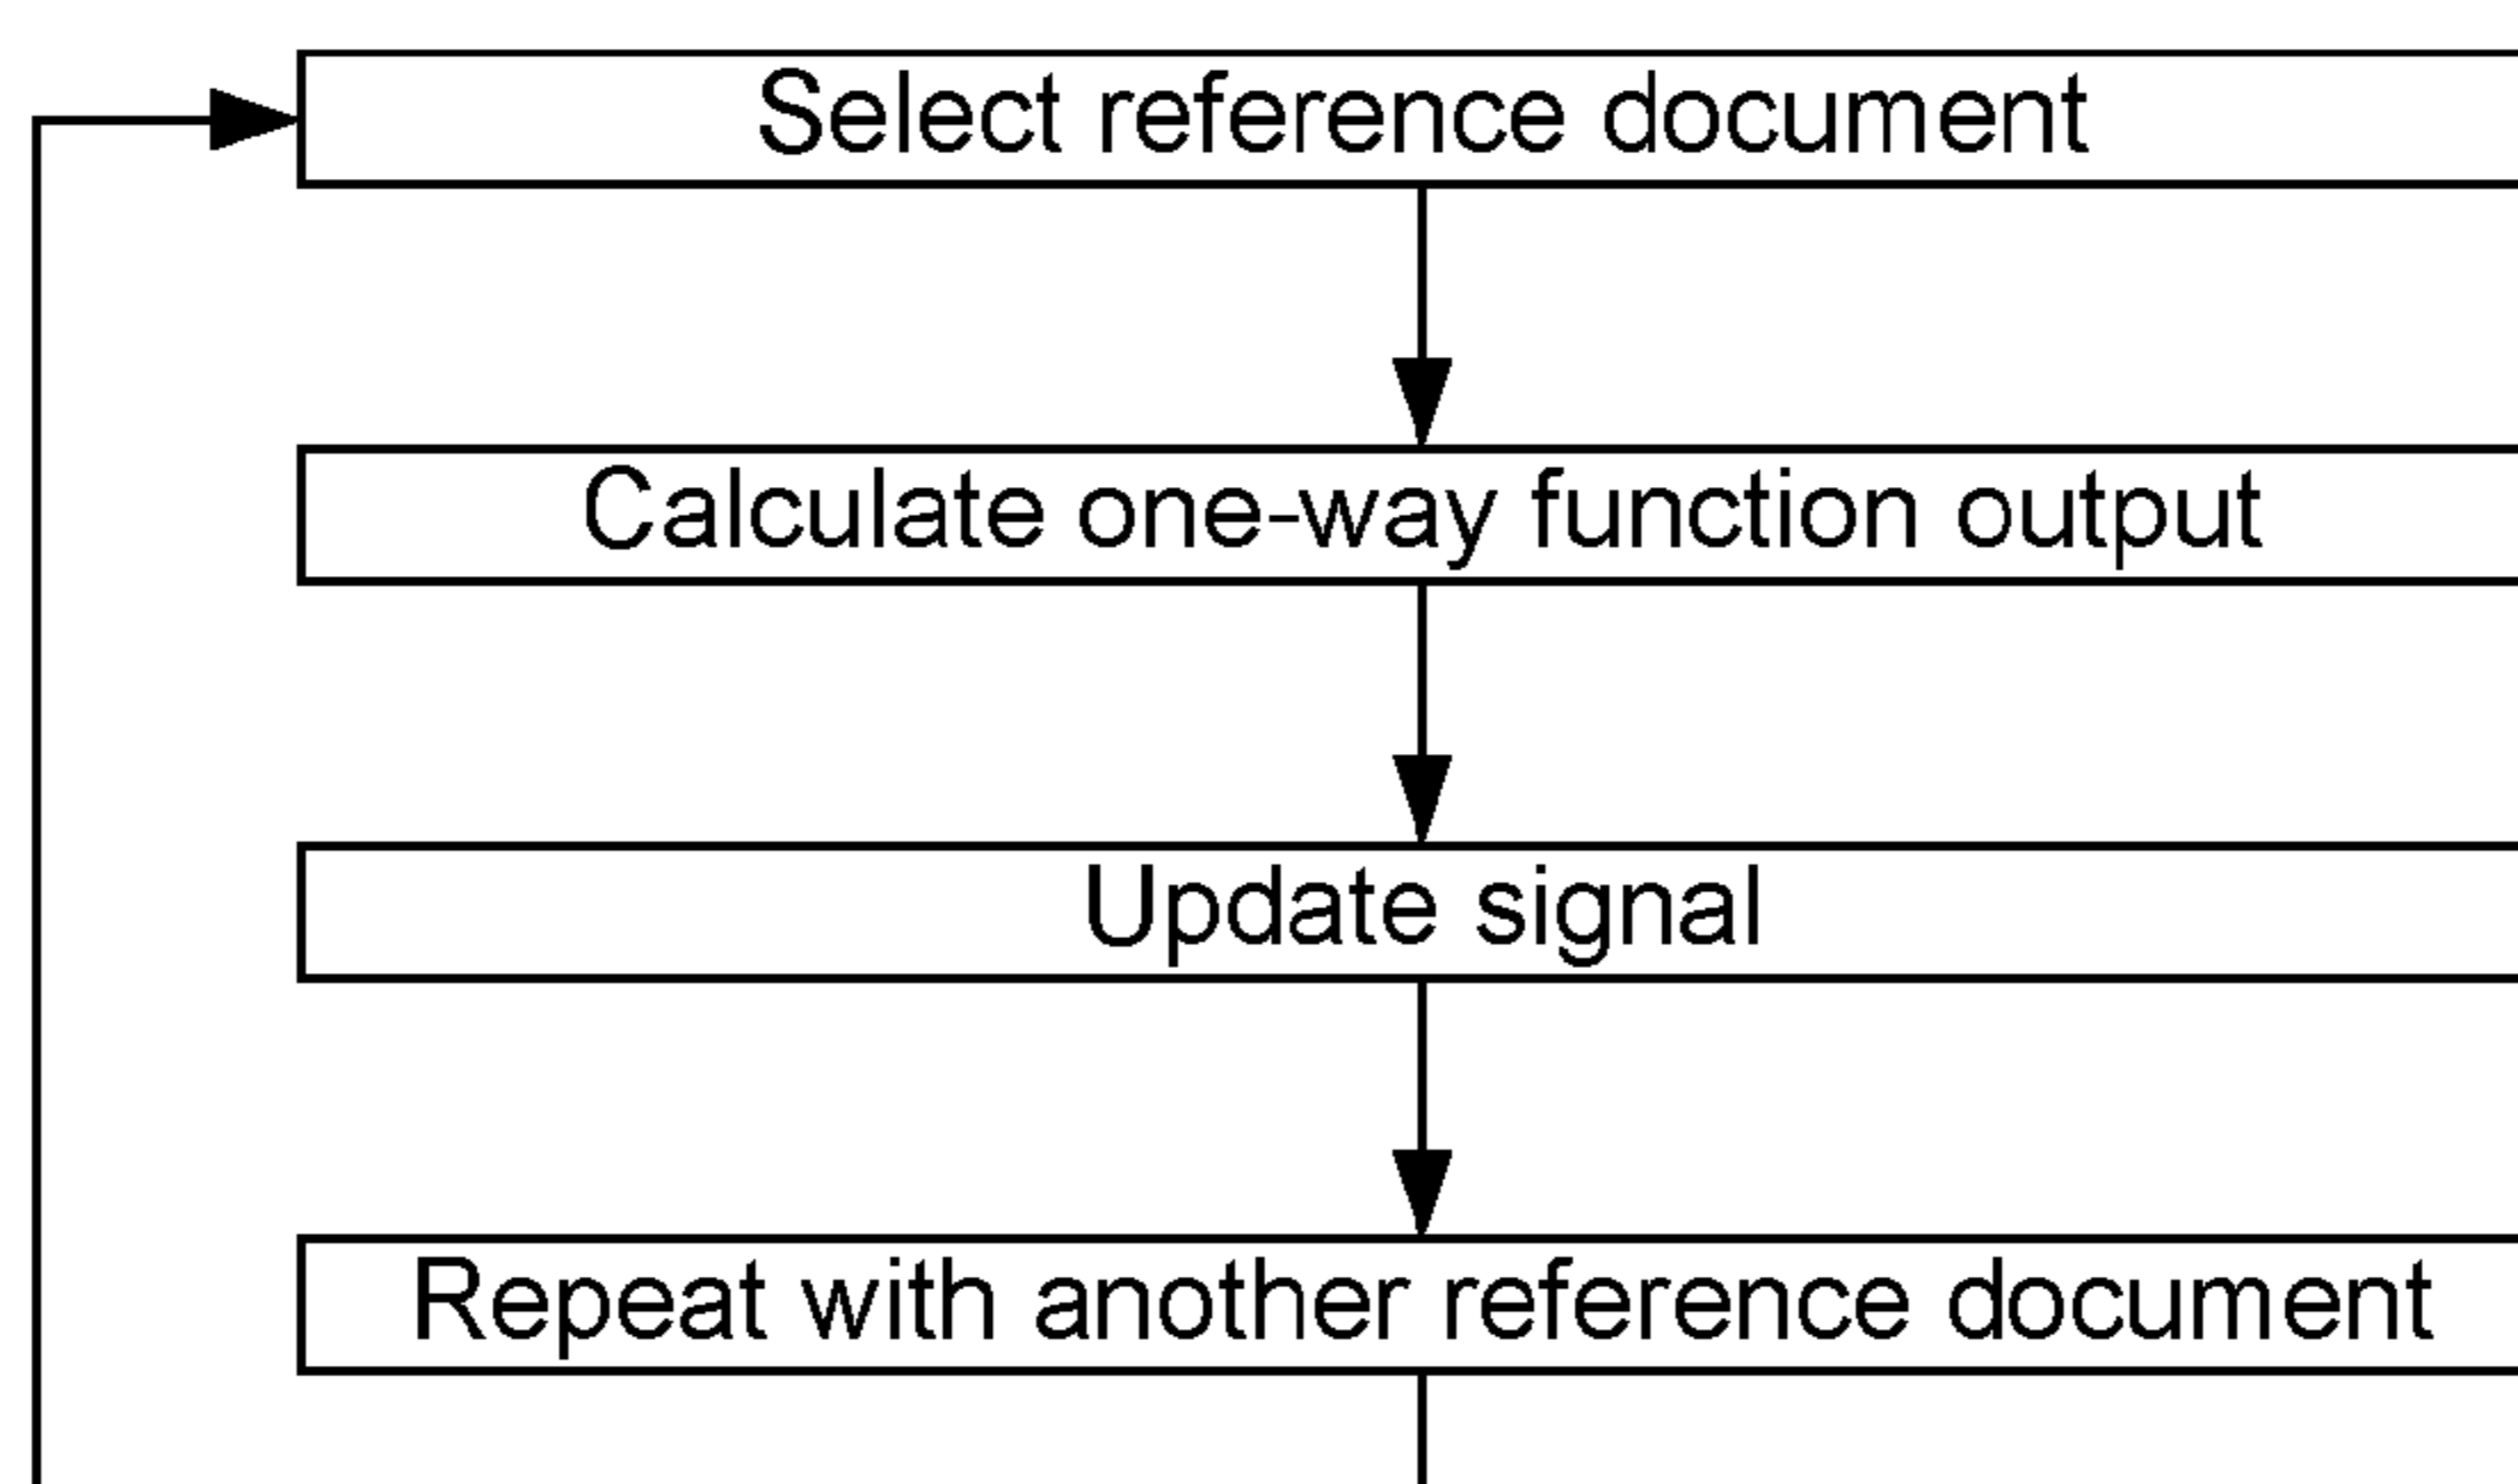 Select reference document
Calculate one-way function output
Update signal
Repeat with another reference document